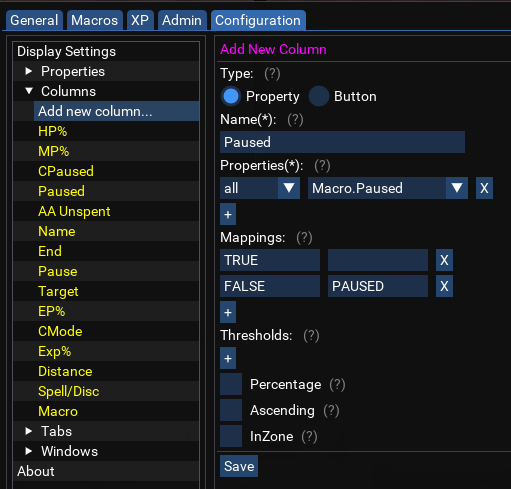 General Macros XP Admin Configuration
Display Settings
Properties
Columns
Add new column...
HP%
MP%
CPaused
Paused
AA Unspent
Name
End
Pause
Target
EP%
CMode
Exp%
Distance
Spell/Disc
Macro
Tabs
Windows
About
Add New Column
Type: (?)
Property Button
Name(*): (?)
Paused
Properties(*): (?)
all Macro.Paused X
+
Mappings: (?)
TRUE X
FALSE PAUSED X
+
Thresholds: (?)
+
Percentage (?)
Ascending (?)
InZone (?)
Save